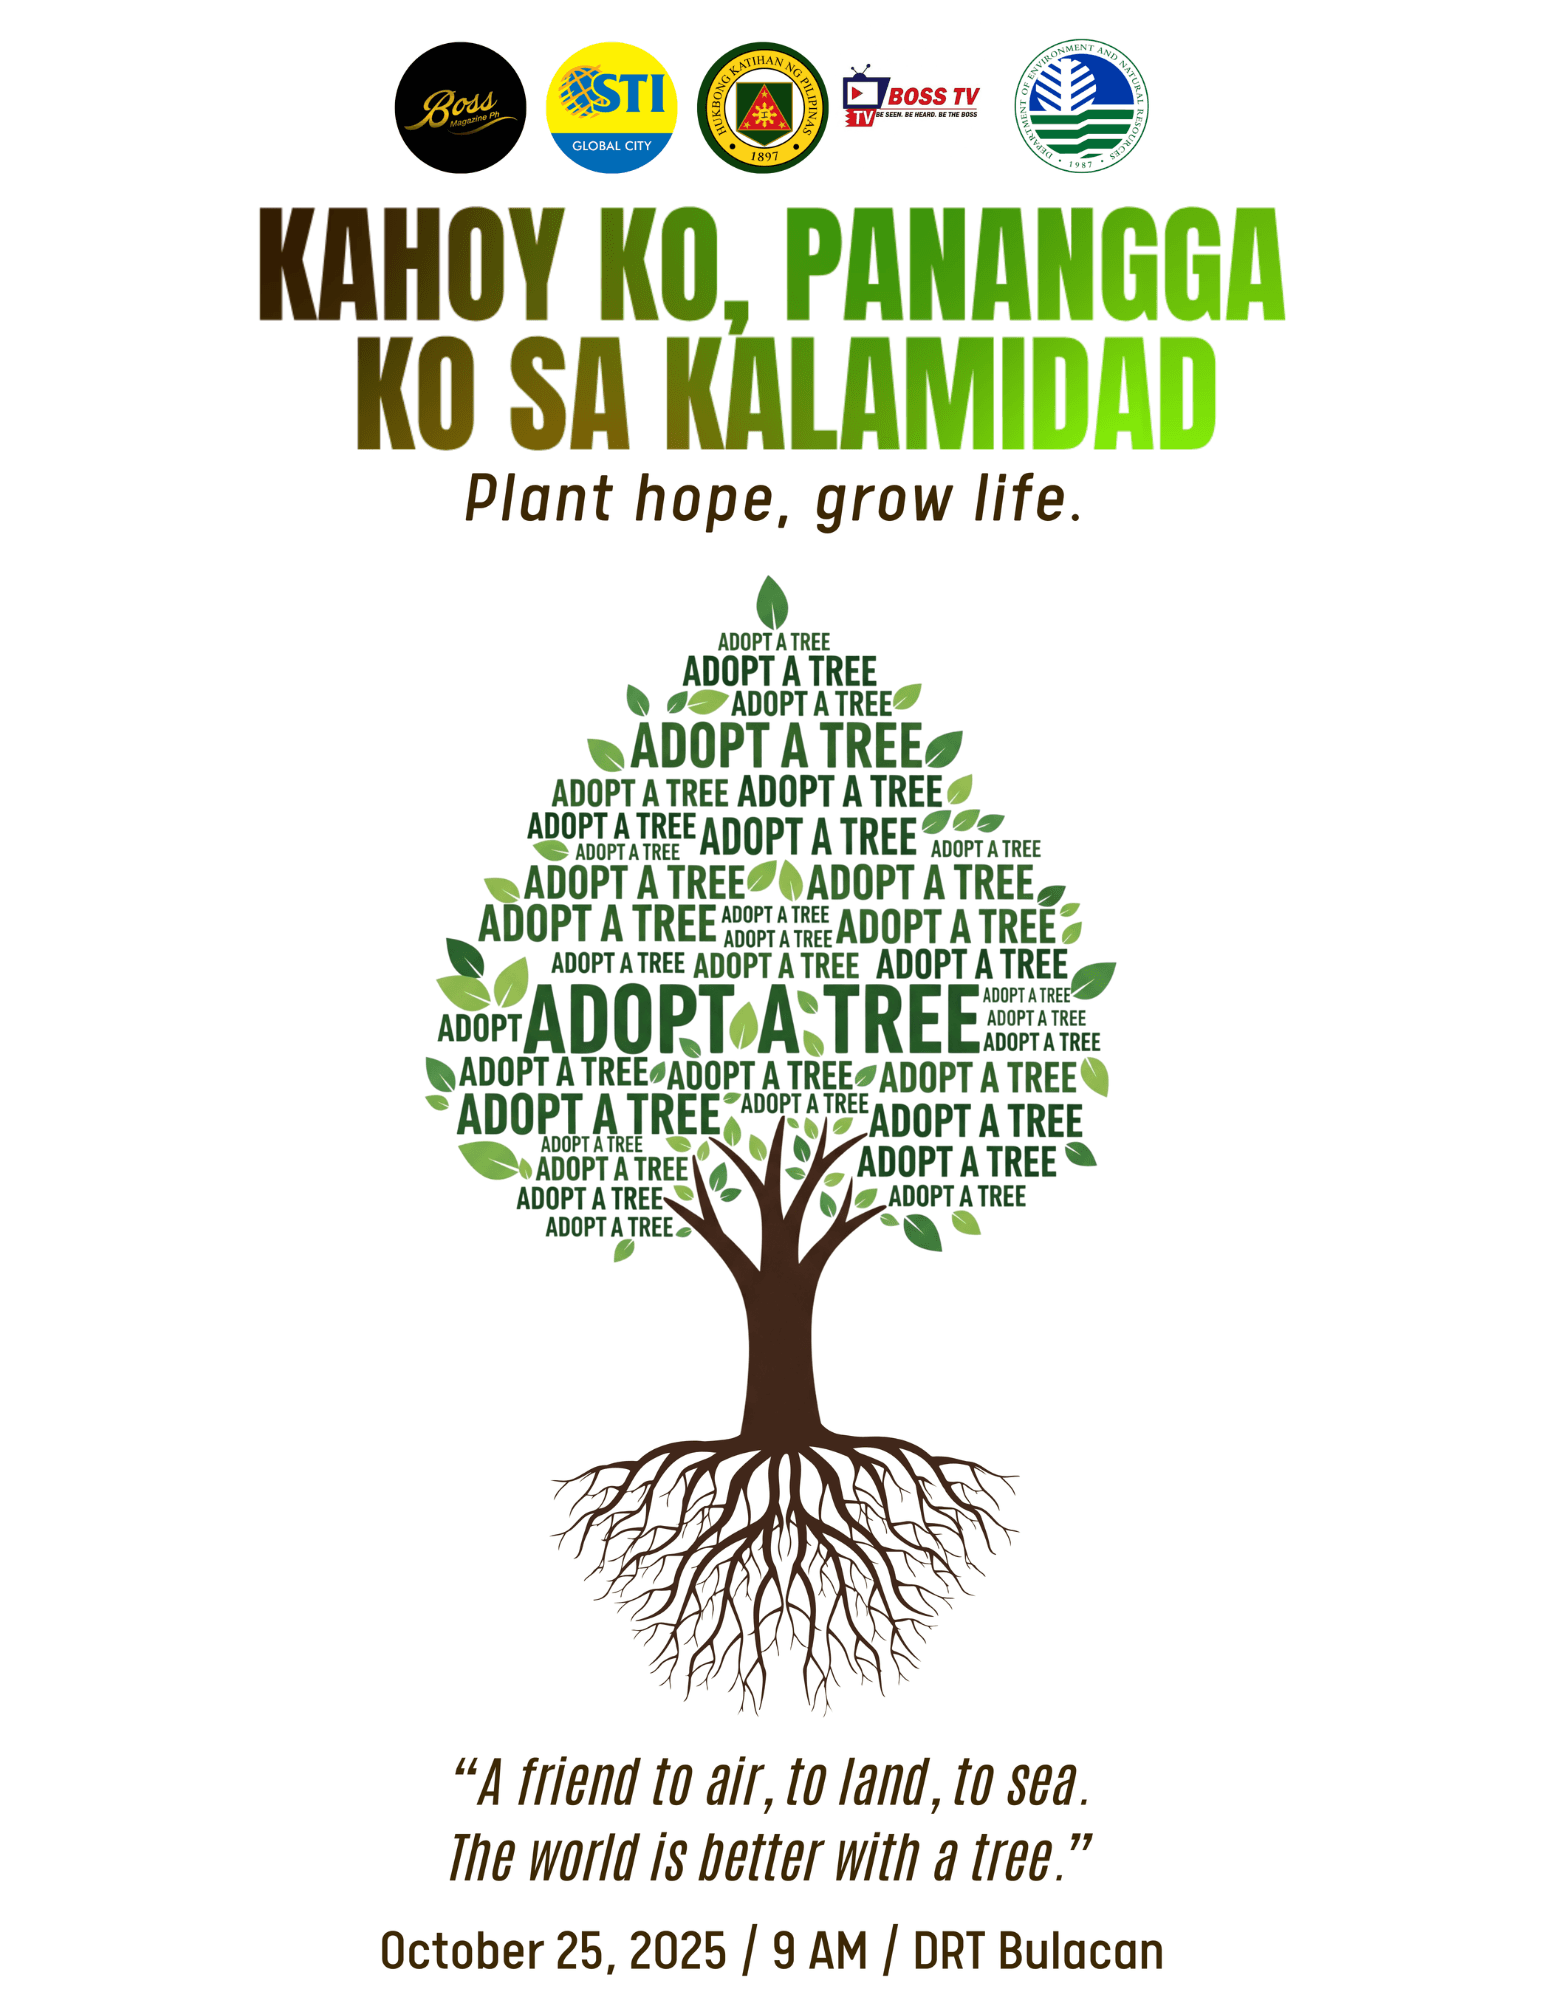 Boss
Magazine Ph
STI
GLOBAL CITY
HUKBONG KATIHAN NG PILIPINAS
1897
BOSS TV
TV
BE SEEN. BE HEARD. BE THE BOSS
DEPARTMENT OF ENVIRONMENT AND NATURAL RESOURCES
1987
KAHOY KO, PANANGGA
KO SA KALAMIDAD
Plant hope, grow life.
ADOPT A TREE
ADOPT A TREE
ADOPT A TREE
ADOPT A TREE
ADOPT A TREE ADOPT A TREE
ADOPT A TREE ADOPT A TREE
ADOPT A TREE ADOPT A TREE
ADOPT A TREE ADOPT A TREE
ADOPT A TREE ADOPT A TREE ADOPT A TREE
ADOPT A TREE
ADOPT A TREE ADOPT A TREE ADOPT A TREE
ADOPT ADOPT A TREE ADOPT A TREE
ADOPT A TREE
ADOPT A TREE
ADOPT A TREE ADOPT A TREE ADOPT A TREE
ADOPT A TREE ADOPT A TREE ADOPT A TREE
ADOPT A TREE
ADOPT A TREE ADOPT A TREE
ADOPT A TREE ADOPT A TREE
ADOPT A TREE
“A friend to air, to land, to sea.
The world is better with a tree.”
October 25, 2025 / 9 AM / DRT Bulacan